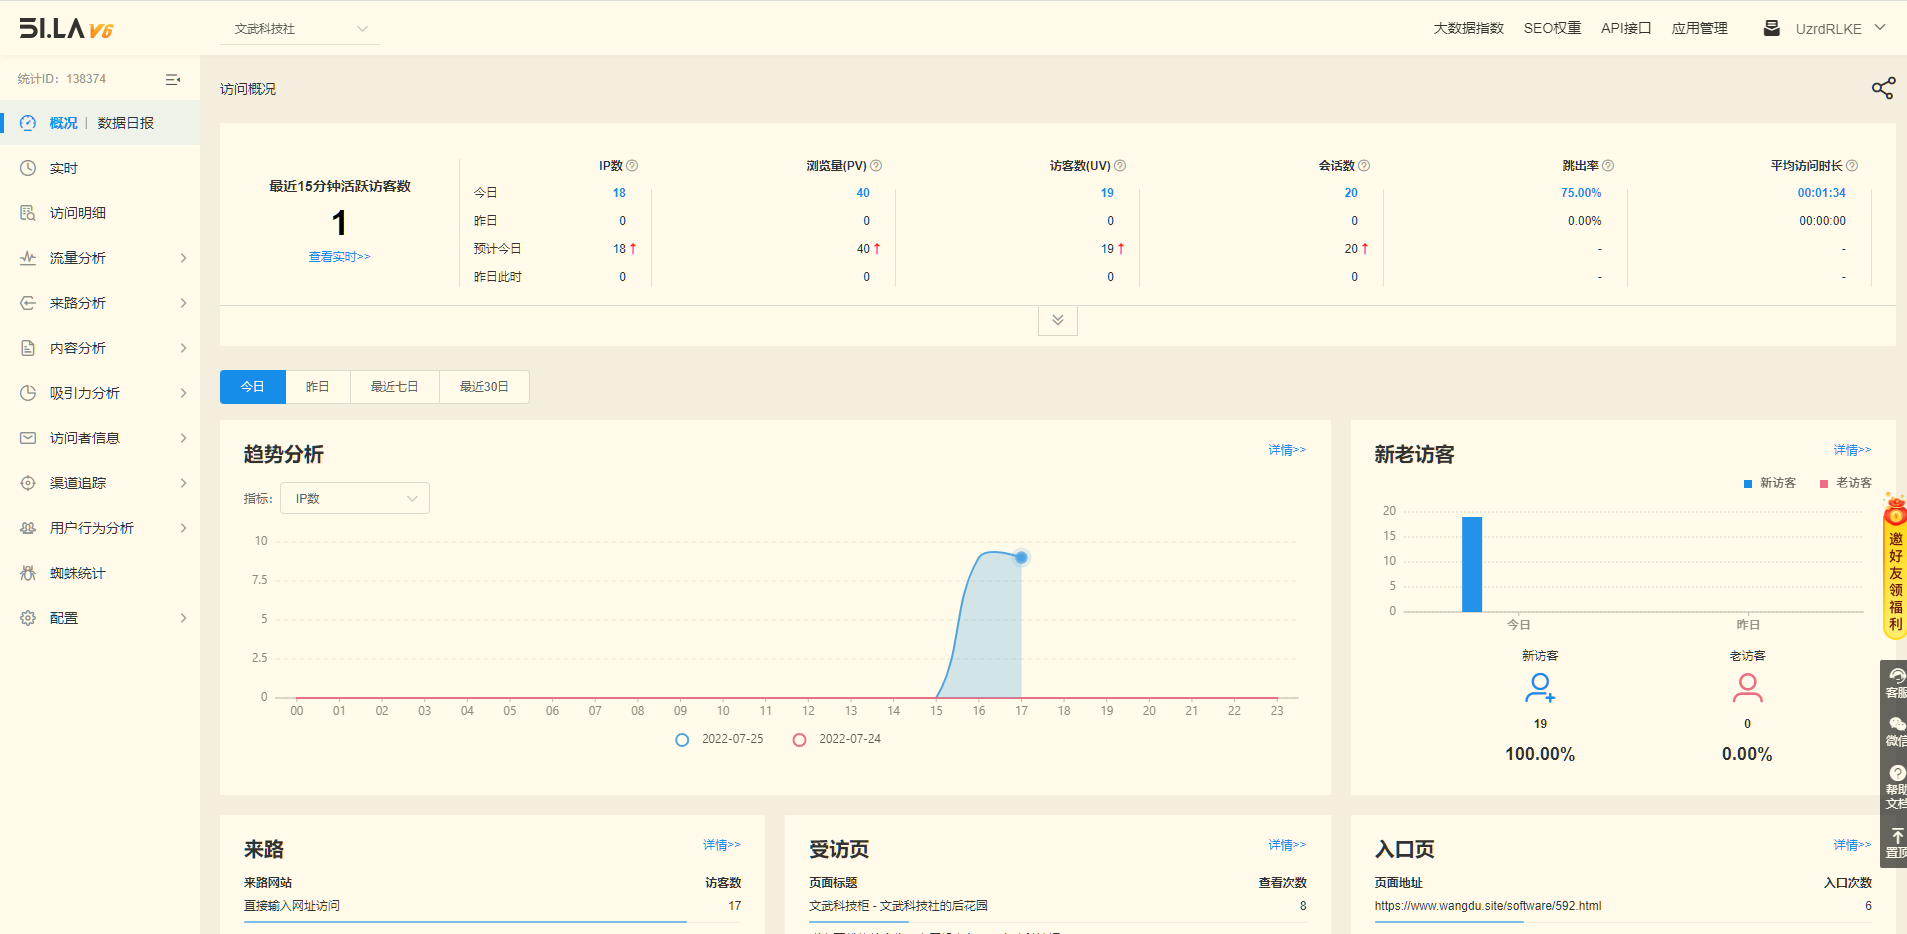 51.LA V6
文武科技社
大数据指数 SEO权重 API接口 应用管理 UzrdRLKE
统计ID: 138374
概况 | 数据日报
实时
访问明细
流量分析
来路分析
内容分析
吸引力分析
访问者信息
渠道追踪
用户行为分析
蜘蛛统计
配置
访问概况
最近15分钟活跃访客数
1
查看实时>>
IP数 浏览量(PV) 访客数(UV) 会话数 跳出率 平均访问时长
今日 18 40 19 20 75.00% 00:01:34
昨日 0 0 0 0 0.00% 00:00:00
预计今日 18↑ 40↑ 19↑ 20↑ - -
昨日此时 0 0 0 0 - -
今日 昨日 最近七日 最近30日
趋势分析 详情>>
指标: IP数
10
7.5
5
2.5
0
00 01 02 03 04 05 06 07 08 09 10 11 12 13 14 15 16 17 18 19 20 21 22 23
2022-07-25 2022-07-24
新老访客 详情>>
新访客 老访客
20
15
10
5
0
今日 昨日
新访客 老访客
19 0
100.00% 0.00%
邀好友领福利
客服
微信
帮助
文档
置顶
来路 详情>>
来路网站 访客数
直接输入网址访问 17
受访页 详情>>
页面标题 查看次数
文武科技柜 - 文武科技社的后花园 8
入口页 详情>>
页面地址 入口次数
https://www.wangdu.site/software/592.html 6